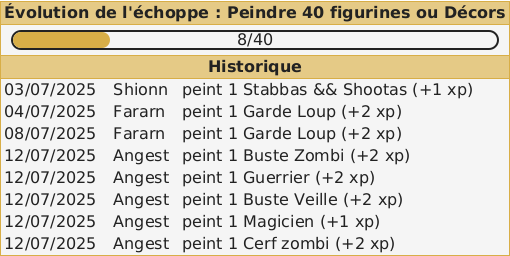 Évolution de l'échoppe : Peindre 40 figurines ou Décors
8/40
Historique
03/07/2025 Shionn peint 1 Stabbas && Shootas (+1 xp)
04/07/2025 Fararn peint 1 Garde Loup (+2 xp)
08/07/2025 Fararn peint 1 Garde Loup (+2 xp)
12/07/2025 Angest peint 1 Buste Zombi (+2 xp)
12/07/2025 Angest peint 1 Guerrier (+2 xp)
12/07/2025 Angest peint 1 Buste Veille (+2 xp)
12/07/2025 Angest peint 1 Magicien (+1 xp)
12/07/2025 Angest peint 1 Cerf zombi (+2 xp)